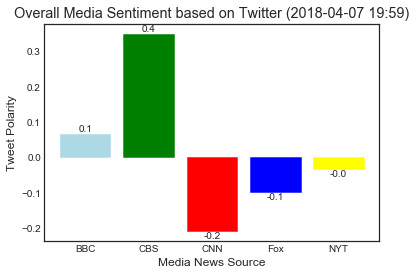 Overall Media Sentiment based on Twitter (2018-04-07 19:59)
0.4
0.3
0.2
0.1
0.1
0.0
-0.0
-0.1
-0.1
-0.2
-0.2
Tweet Polarity
BBC CBS CNN Fox NYT
Media News Source